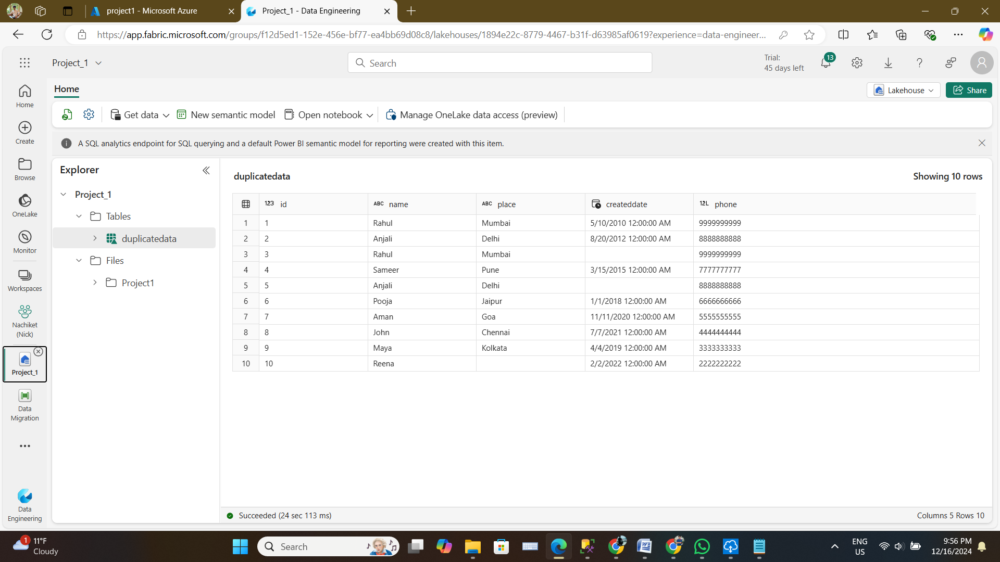 project1 - Microsoft Azure
Project_1 - Data Engineering
https://app.fabric.microsoft.com/groups/f12d5ed1-152e-456e-bf77-ea4bb69d08c8/lakehouses/1894e22c-8779-4467-b31f-d63985af0619?experience=data-engineer...
Project_1
Search
Trial:
45 days left
13
Home
Lakehouse
Share
Get data
New semantic model
Open notebook
Manage OneLake data access (preview)
A SQL analytics endpoint for SQL querying and a default Power BI semantic model for reporting were created with this item.
Home
Create
Browse
OneLake
Monitor
Workspaces
Nachiket
(Nick)
Project_1
Data
Migration
Data
Engineering
Explorer
Project_1
Tables
duplicatedata
Files
Project1
duplicatedata
Showing 10 rows
123 id ABC name ABC place createddate 12L phone
1 1 Rahul Mumbai 5/10/2010 12:00:00 AM 9999999999
2 2 Anjali Delhi 8/20/2012 12:00:00 AM 8888888888
3 3 Rahul Mumbai 9999999999
4 4 Sameer Pune 3/15/2015 12:00:00 AM 7777777777
5 5 Anjali Delhi 8888888888
6 6 Pooja Jaipur 1/1/2018 12:00:00 AM 6666666666
7 7 Aman Goa 11/11/2020 12:00:00 AM 5555555555
8 8 John Chennai 7/7/2021 12:00:00 AM 4444444444
9 9 Maya Kolkata 4/4/2019 12:00:00 AM 3333333333
10 10 Reena 2/2/2022 12:00:00 AM 2222222222
Succeeded (24 sec 113 ms)
Columns 5 Rows 10
1
11°F
Cloudy
Search
ENG
US
9:56 PM
12/16/2024